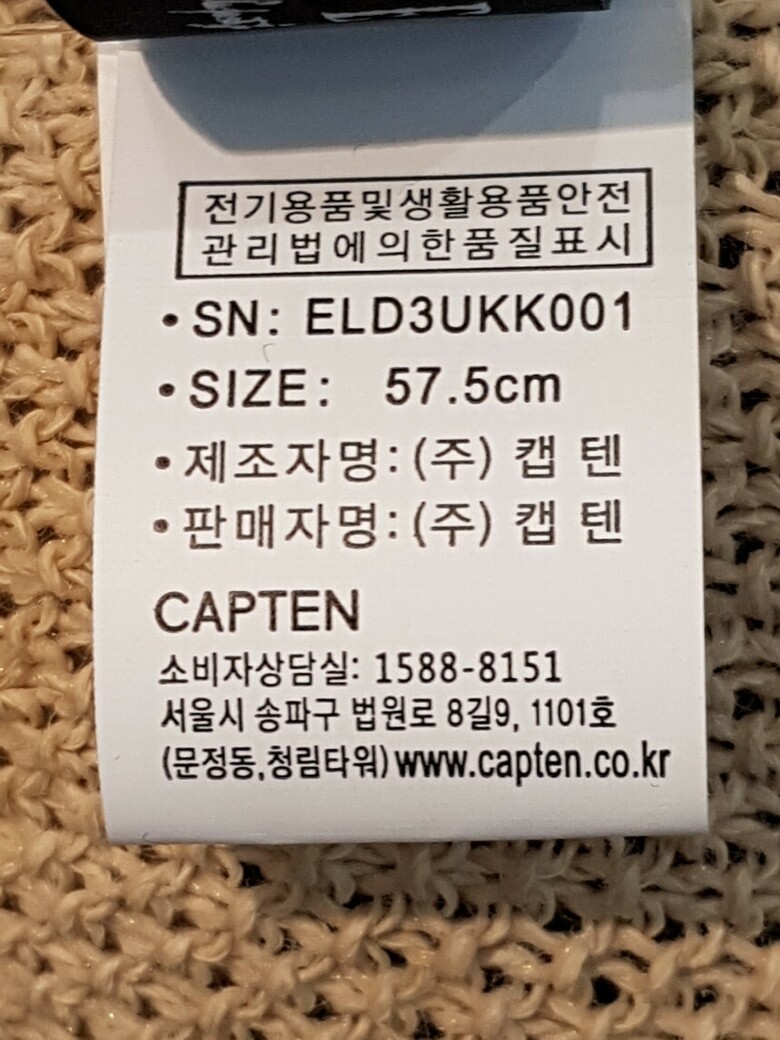 전기용품및생활용품안전
관리법에의한품질표시
•SN: ELD3UKK001
•SIZE: 57.5cm
•제조자명:(주) 캡 텐
•판매자명:(주) 캡 텐
CAPTEN
소비자상담실: 1588-8151
서울시 송파구 법원로 8길9, 1101호
(문정동,청림타워)www.capten.co.kr